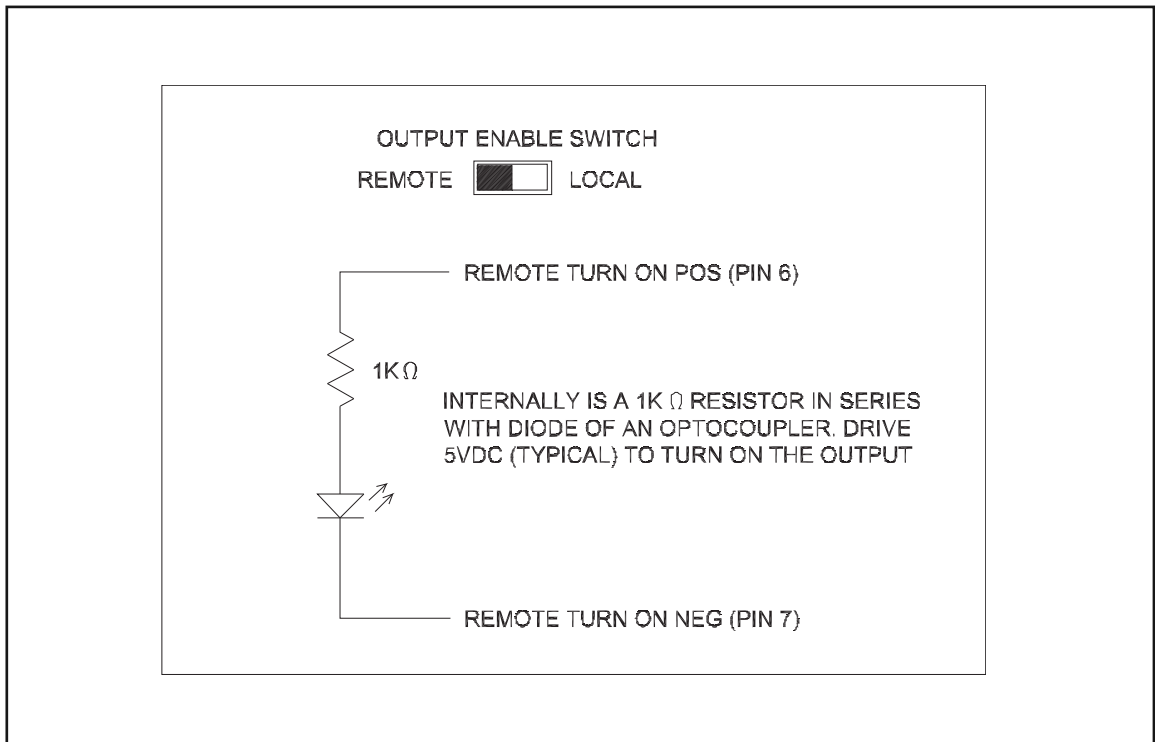 OUTPUT ENABLE SWITCH
REMOTE LOCAL
REMOTE TURN ON POS (PIN 6)
1K Ω
INTERNALLY IS A 1K Ω RESISTOR IN SERIES
WITH DIODE OF AN OPTOCOUPLER. DRIVE
5VDC (TYPICAL) TO TURN ON THE OUTPUT
REMOTE TURN ON NEG (PIN 7)